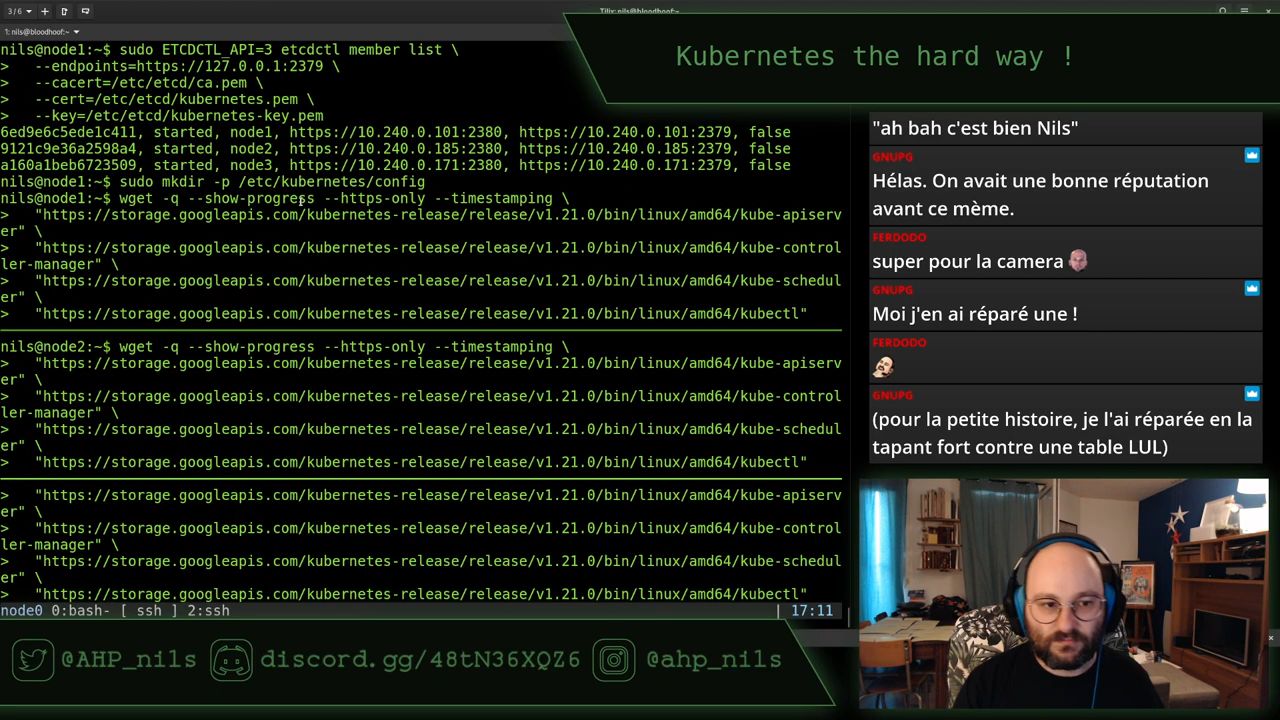 3/6
Tilix: nils@bloodhoof:~
1: nils@bloodhoof:~
Kubernetes the hard way !
nils@node1:~$ sudo ETCDCTL_API=3 etcdctl member list \
>   --endpoints=https://127.0.0.1:2379 \
>   --cacert=/etc/etcd/ca.pem \
>   --cert=/etc/etcd/kubernetes.pem \
>   --key=/etc/etcd/kubernetes-key.pem
6ed9e6c5ede1c411, started, node1, https://10.240.0.101:2380, https://10.240.0.101:2379, false
9121c9e36a2598a4, started, node2, https://10.240.0.185:2380, https://10.240.0.185:2379, false
a160a1beb6723509, started, node3, https://10.240.0.171:2380, https://10.240.0.171:2379, false
nils@node1:~$ sudo mkdir -p /etc/kubernetes/config
nils@node1:~$ wget -q --show-progress --https-only --timestamping \
>   "https://storage.googleapis.com/kubernetes-release/release/v1.21.0/bin/linux/amd64/kube-apiserv
er" \
>   "https://storage.googleapis.com/kubernetes-release/release/v1.21.0/bin/linux/amd64/kube-control
ler-manager" \
>   "https://storage.googleapis.com/kubernetes-release/release/v1.21.0/bin/linux/amd64/kube-schedul
er" \
>   "https://storage.googleapis.com/kubernetes-release/release/v1.21.0/bin/linux/amd64/kubectl"
nils@node2:~$ wget -q --show-progress --https-only --timestamping \
>   "https://storage.googleapis.com/kubernetes-release/release/v1.21.0/bin/linux/amd64/kube-apiserv
er" \
>   "https://storage.googleapis.com/kubernetes-release/release/v1.21.0/bin/linux/amd64/kube-control
ler-manager" \
>   "https://storage.googleapis.com/kubernetes-release/release/v1.21.0/bin/linux/amd64/kube-schedul
er" \
>   "https://storage.googleapis.com/kubernetes-release/release/v1.21.0/bin/linux/amd64/kubectl"
>   "https://storage.googleapis.com/kubernetes-release/release/v1.21.0/bin/linux/amd64/kube-apiserv
er" \
>   "https://storage.googleapis.com/kubernetes-release/release/v1.21.0/bin/linux/amd64/kube-control
ler-manager" \
>   "https://storage.googleapis.com/kubernetes-release/release/v1.21.0/bin/linux/amd64/kube-schedul
er" \
>   "https://storage.googleapis.com/kubernetes-release/release/v1.21.0/bin/linux/amd64/kubectl"
node0 0:bash- [ ssh ] 2:ssh | 17:11
"ah bah c'est bien Nils"
GNUPG
Hélas. On avait une bonne réputation
avant ce mème.
FERDODO
super pour la camera
GNUPG
Moi j'en ai réparé une !
FERDODO
GNUPG
(pour la petite histoire, je l'ai réparée en la
tapant fort contre une table LUL)
@AHP_nils discord.gg/48tN36XQZ6 @ahp_nils